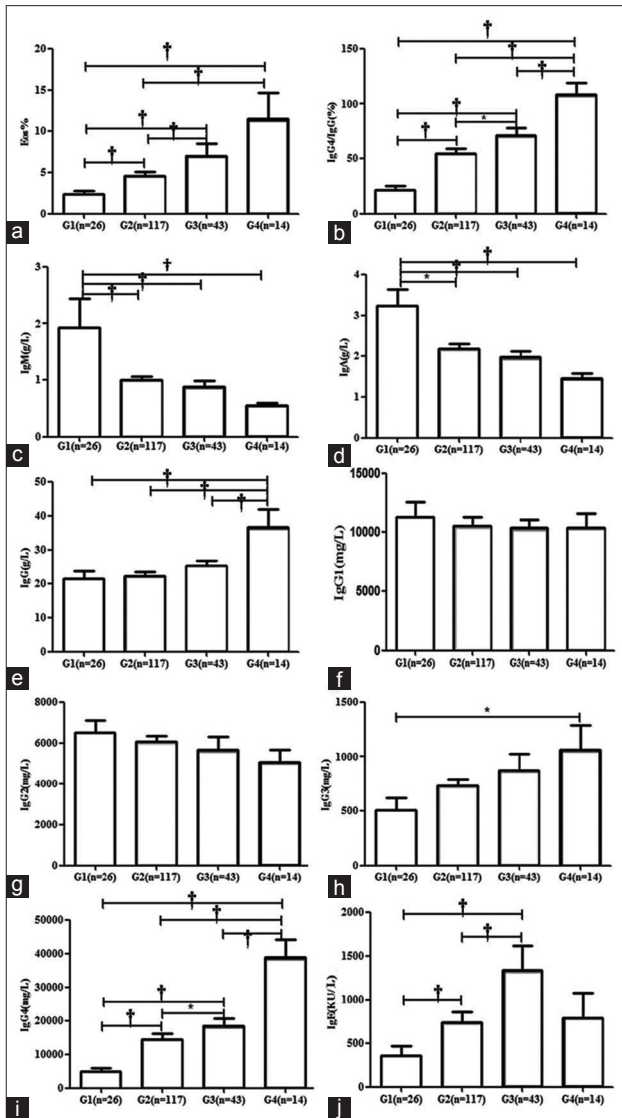 20
15
10
5
0
Eos%
G1(n=26) G2(n=117) G3(n=43) G4(n=14)
† † † † †
a
150
100
50
0
IgG4/IgG(%)
G1(n=26) G2(n=117) G3(n=43) G4(n=14)
† † † † * †
b
3
2
1
0
IgM(g/L)
G1(n=26) G2(n=117) G3(n=43) G4(n=14)
† † †
c
4
3
2
1
0
IgA(g/L)
G1(n=26) G2(n=117) G3(n=43) G4(n=14)
† † *
d
50
40
30
20
10
0
IgG(g/L)
G1(n=26) G2(n=117) G3(n=43) G4(n=14)
† † †
e
15000
10000
5000
0
IgG1(mg/L)
G1(n=26) G2(n=117) G3(n=43) G4(n=14)
f
8000
6000
4000
2000
0
IgG2(mg/L)
G1(n=26) G2(n=117) G3(n=43) G4(n=14)
g
1500
1000
500
0
IgG3(mg/L)
G1(n=26) G2(n=117) G3(n=43) G4(n=14)
*
h
50000
40000
30000
20000
10000
0
IgG4(mg/L)
G1(n=26) G2(n=117) G3(n=43) G4(n=14)
† † † † * †
i
2000
1500
1000
500
0
IgE(KU/L)
G1(n=26) G2(n=117) G3(n=43) G4(n=14)
† † †
j